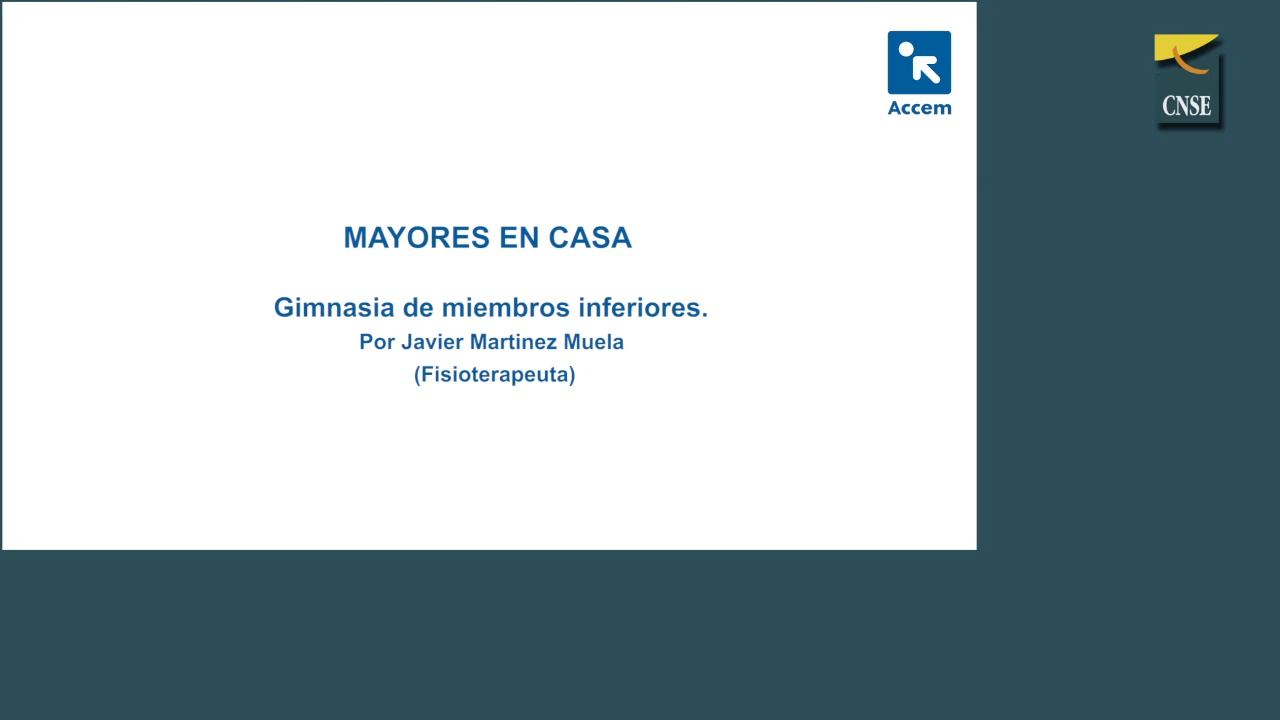 Accem
CNSE
MAYORES EN CASA
Gimnasia de miembros inferiores.
Por Javier Martinez Muela
(Fisioterapeuta)